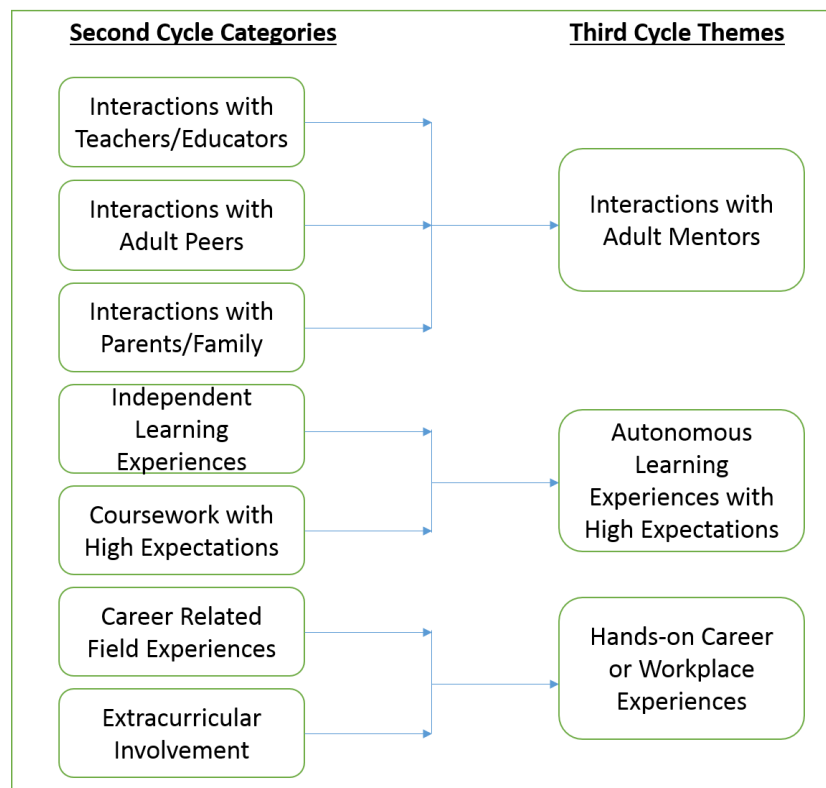 Second Cycle Categories
Third Cycle Themes
Interactions with
Teachers/Educators
Interactions with
Adult Peers
Interactions with
Parents/Family
Independent
Learning
Experiences
Coursework with
High Expectations
Career Related
Field Experiences
Extracurricular
Involvement
Interactions with
Adult Mentors
Autonomous
Learning
Experiences with
High Expectations
Hands-on Career
or Workplace
Experiences